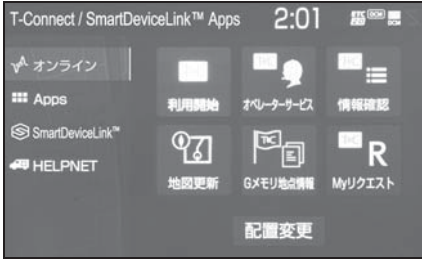 T-Connect / SmartDeviceLink™ Apps 2:01
オンライン
Apps
SmartDeviceLink™
HELPNET
利用開始 オペレーターサービス 情報確認
地図更新 Gメモリ地点情報 Myリクエスト
配置変更